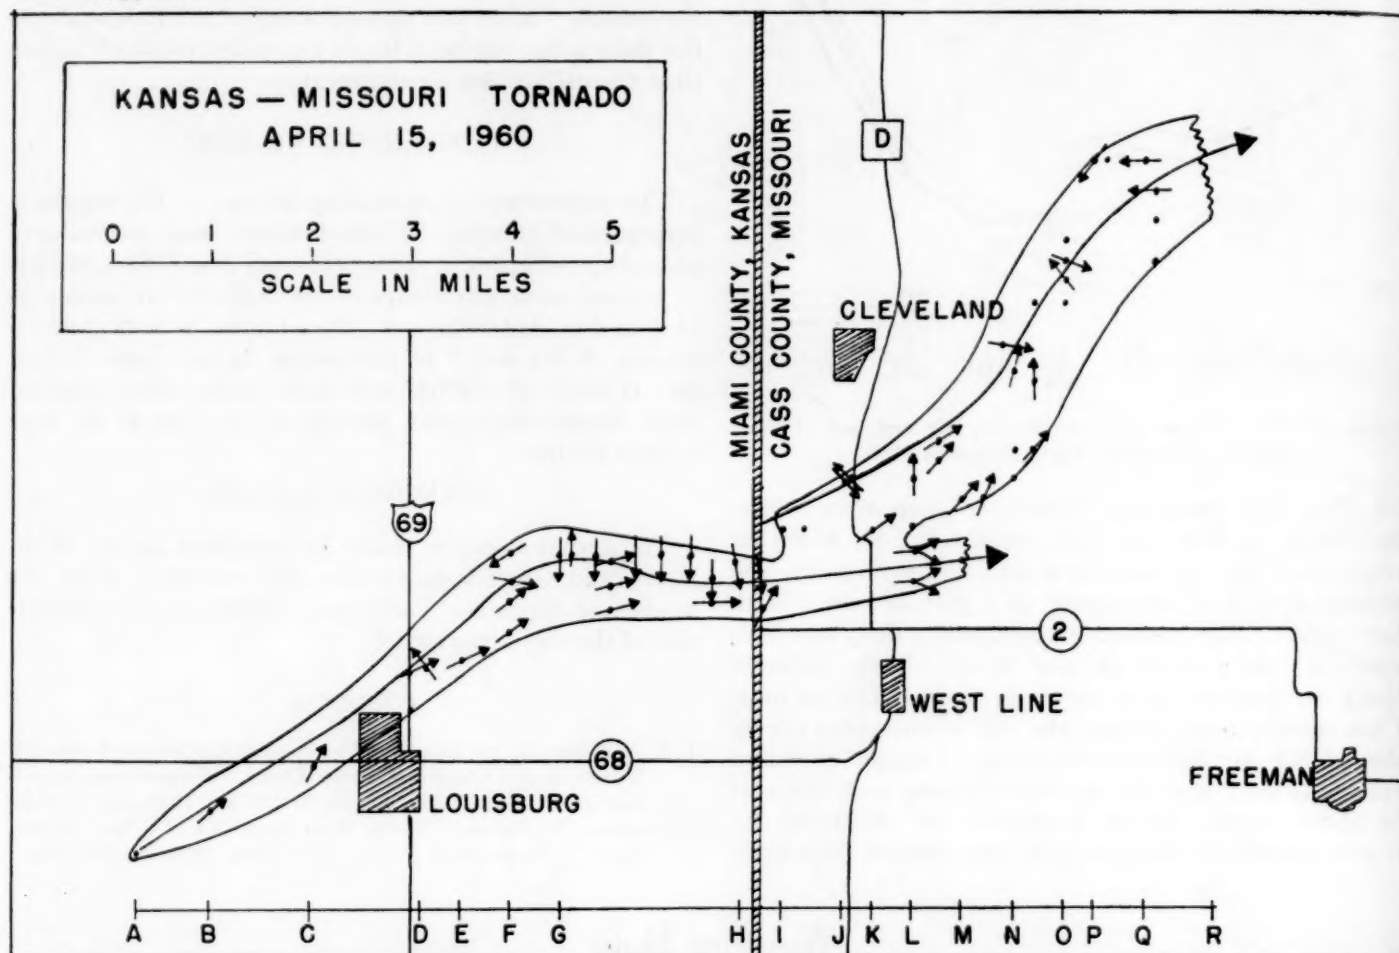 KANSAS — MISSOURI TORNADO
APRIL 15, 1960
0 1 2 3 4 5
SCALE IN MILES
MIAMI COUNTY, KANSAS
CASS COUNTY, MISSOURI
D
CLEVELAND
69
2
WEST LINE
68
LOUISBURG
FREEMAN
A B C D E F G H I J K L M N O P Q R